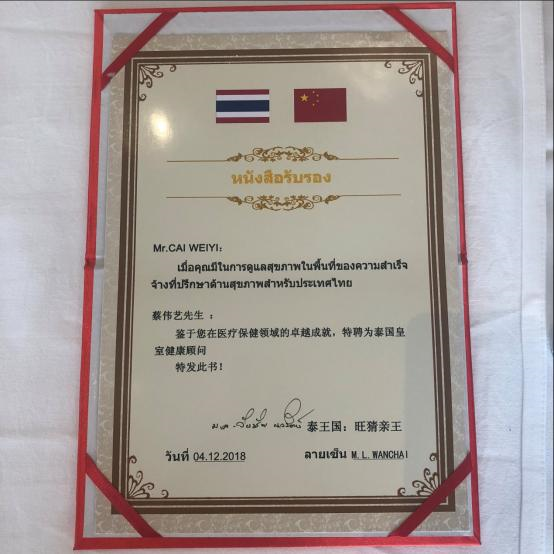 หนังสือรับรอง
Mr.CAI WEIYI:
เมื่อคุณมีในการดูแลสุขภาพในพื้นที่ของความสำเร็จ
จ้างที่ปรึกษาด้านสุขภาพสำหรับประเทศไทย
蔡伟艺先生 :
鉴于您在医疗保健领域的卓越成就，特聘为泰国皇
室健康顾问
特发此书！
泰王国：旺猜亲王
วันที่ 04.12.2018 ลายเซ็น M.L.WANCHAI